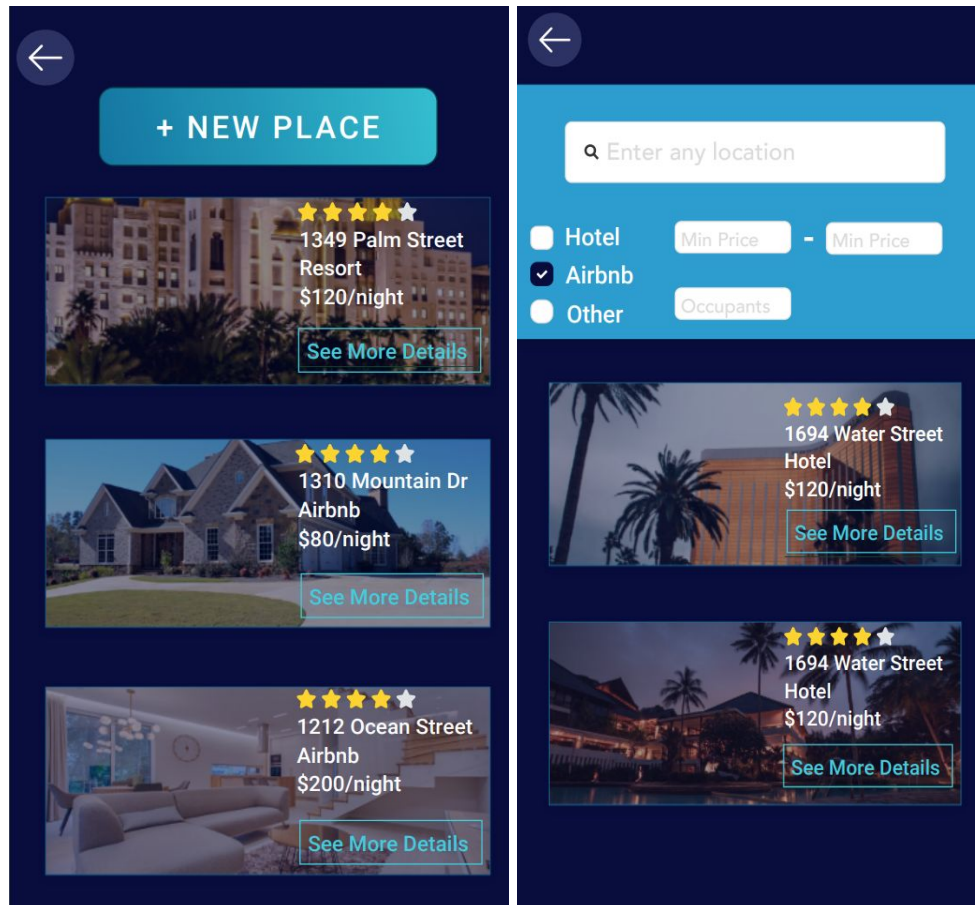 + NEW PLACE
1349 Palm Street
Resort
$120/night
See More Details
1310 Mountain Dr
Airbnb
$80/night
See More Details
1212 Ocean Street
Airbnb
$200/night
See More Details
Enter any location
Hotel
Min Price - Min Price
Airbnb
Other
Occupants
1694 Water Street
Hotel
$120/night
See More Details
1694 Water Street
Hotel
$120/night
See More Details